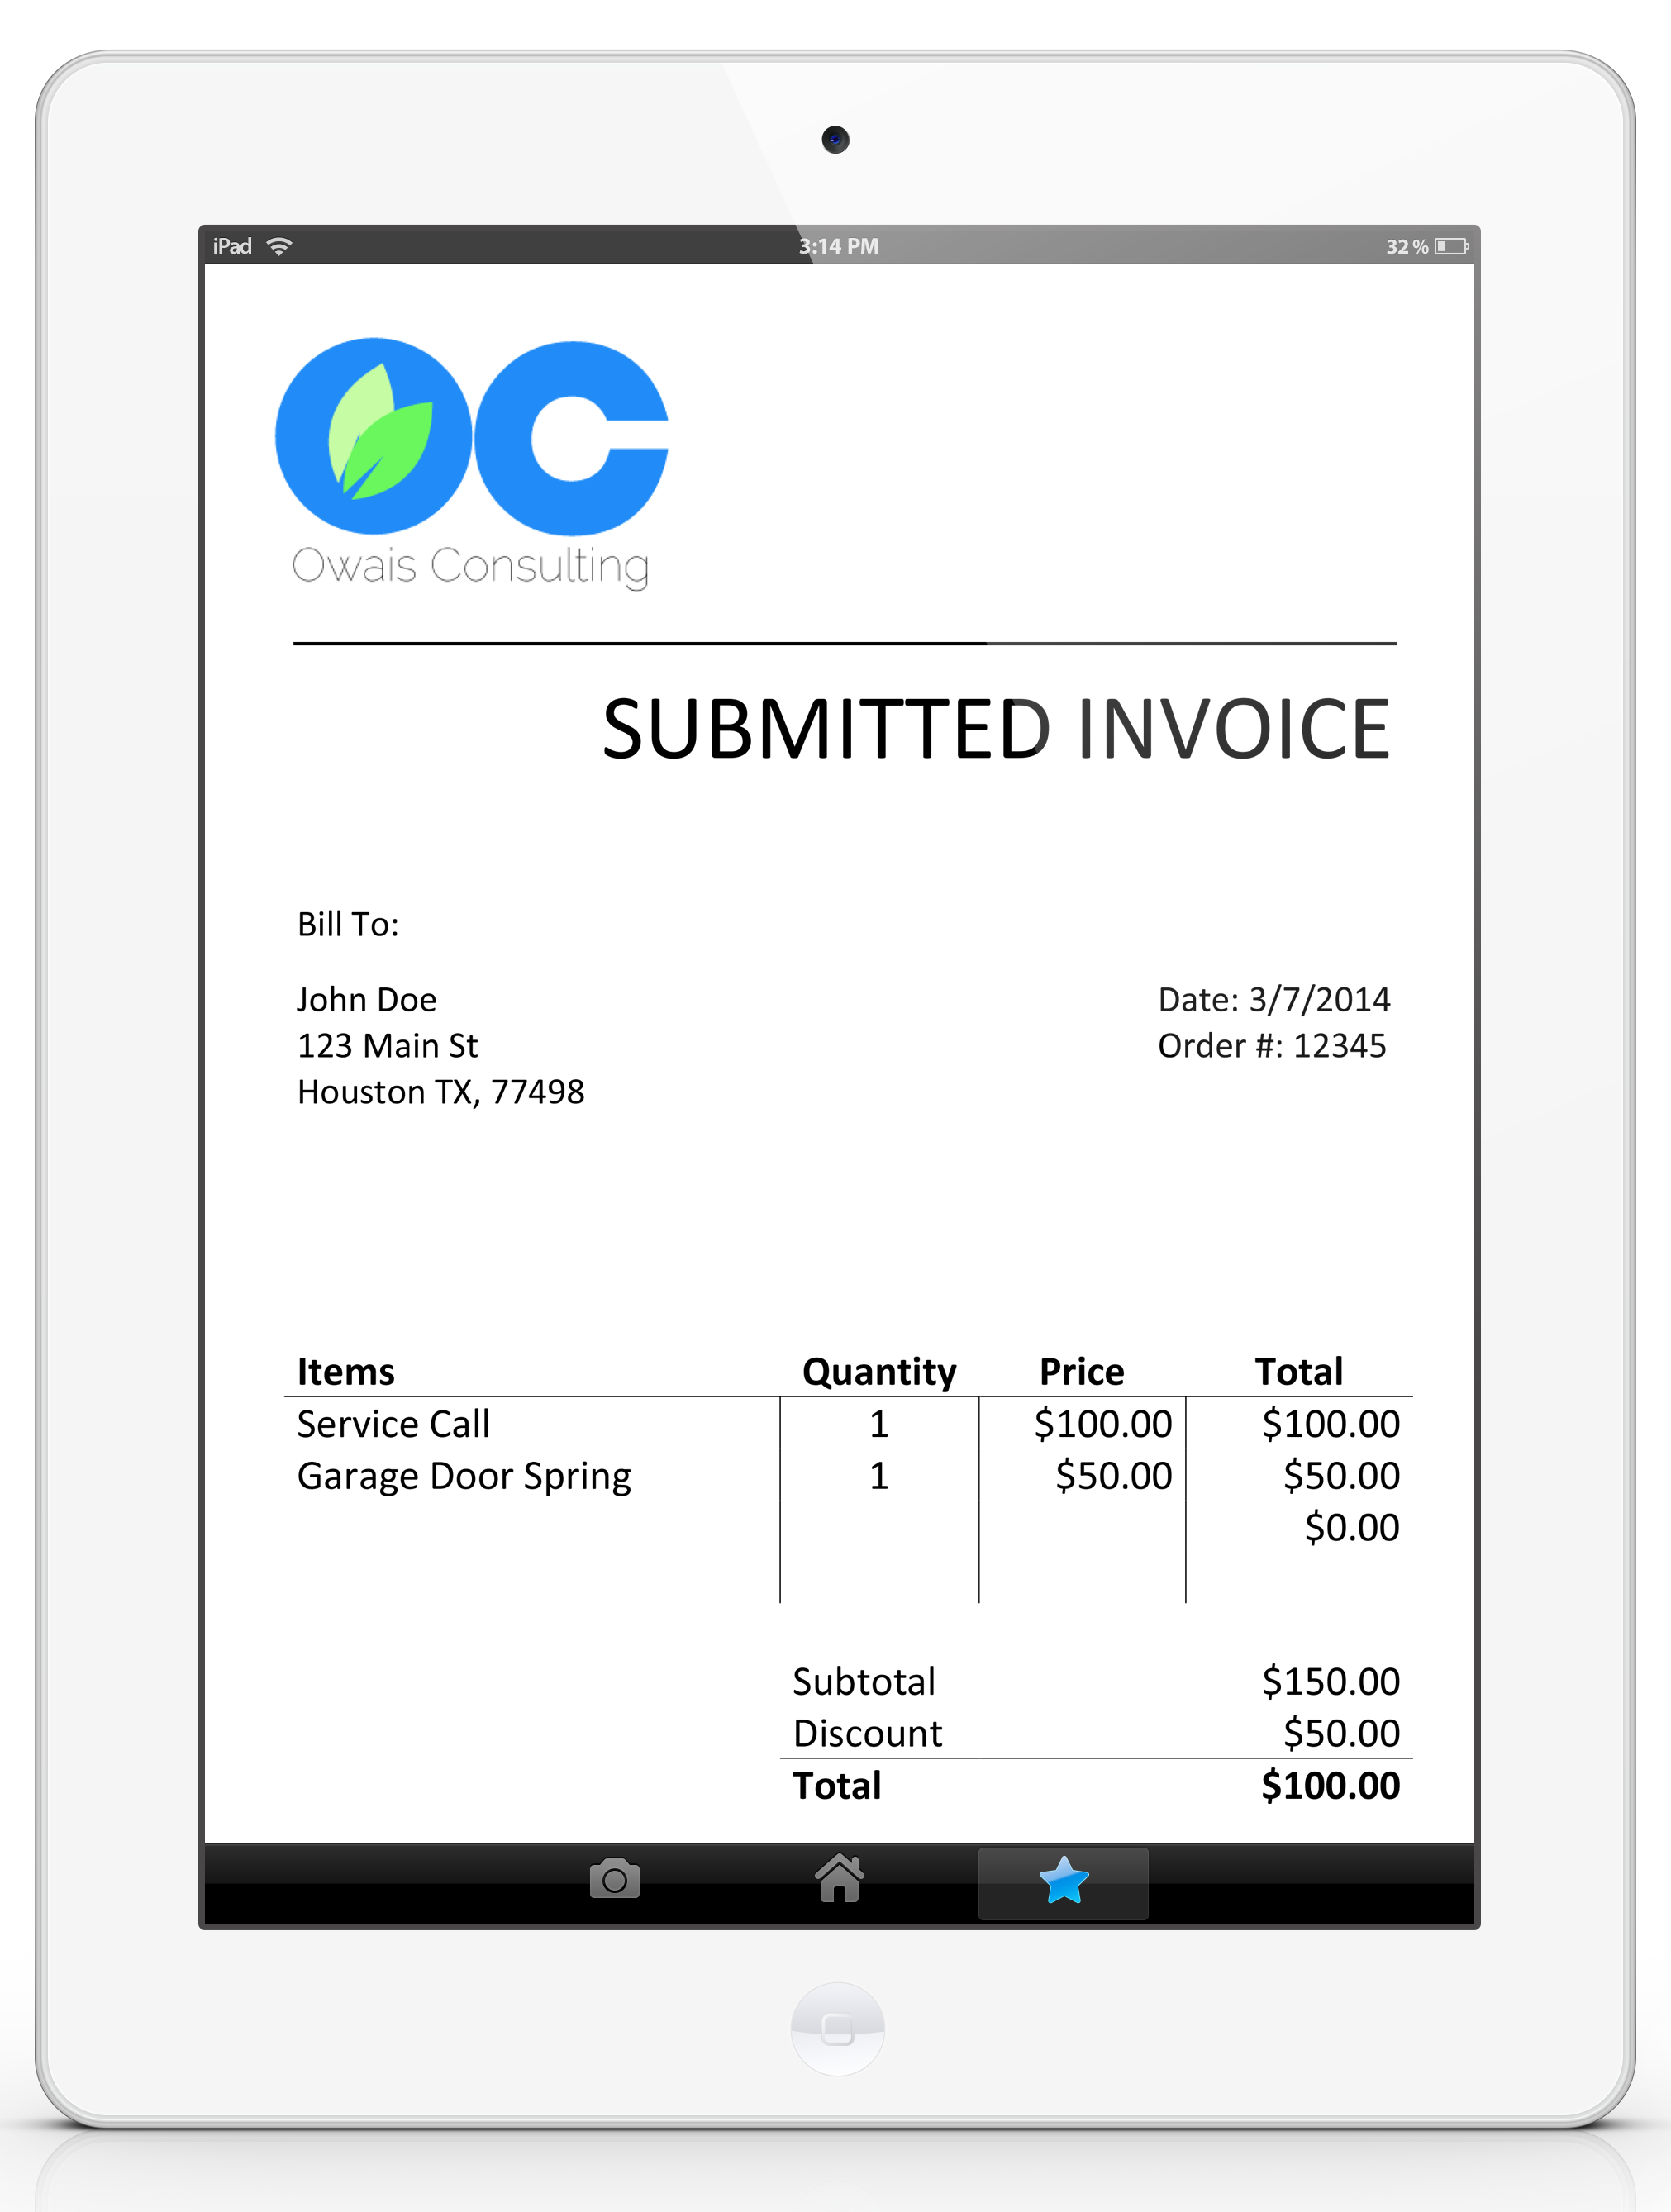 iPad 3:14 PM 32 %
OC
Owais Consulting
SUBMITTED INVOICE
Bill To:
John Doe
123 Main St
Houston TX, 77498
Date: 3/7/2014
Order #: 12345
Items Quantity Price Total
Service Call 1 $100.00 $100.00
Garage Door Spring 1 $50.00 $50.00
$0.00
Subtotal $150.00
Discount $50.00
Total $100.00